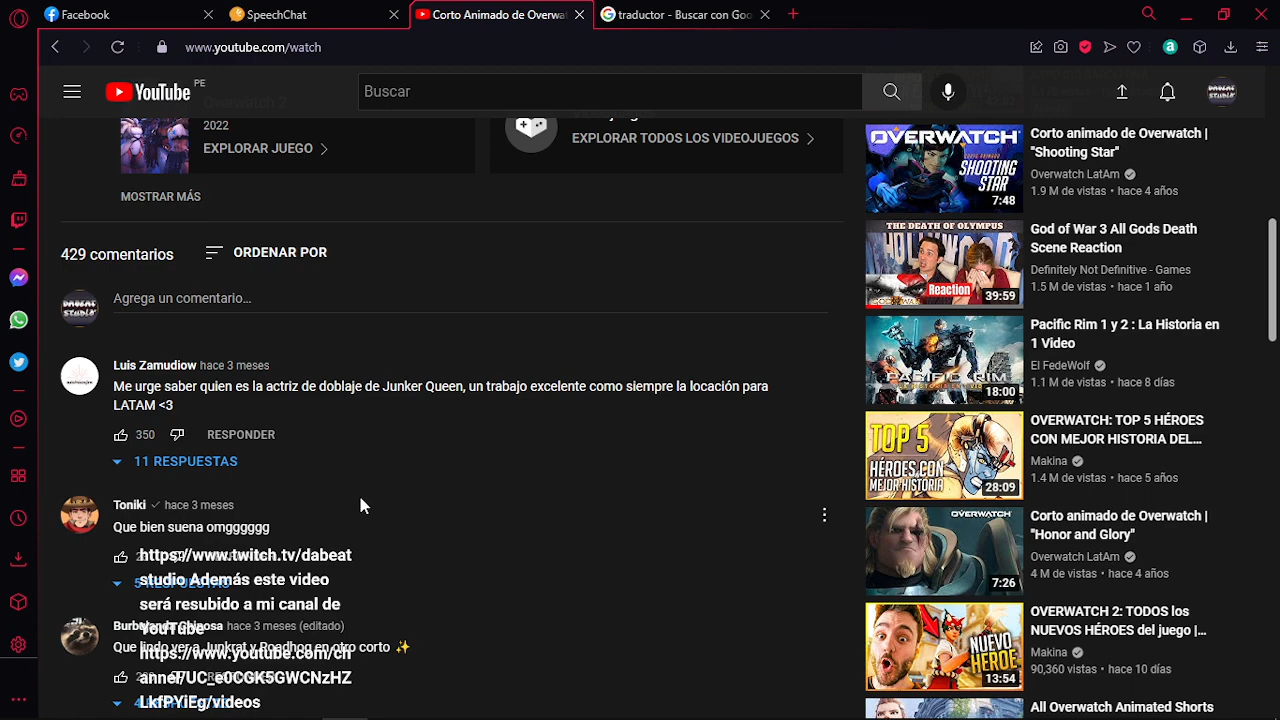 Facebook
SpeechChat
Corto Animado de Overwat
traductor - Buscar con Goo
www.youtube.com/watch
YouTube PE
Buscar
Overwatch 2
2022
EXPLORAR JUEGO
EXPLORAR TODOS LOS VIDEOJUEGOS
MOSTRAR MÁS
429 comentarios
ORDENAR POR
Agrega un comentario...
Luis Zamudiow hace 3 meses
Me urge saber quien es la actriz de doblaje de Junker Queen, un trabajo excelente como siempre la locación para
LATAM <3
350
RESPONDER
11 RESPUESTAS
Toniki hace 3 meses
Que bien suena omgggggg
5 RESPUESTAS
hace 3 meses (editado)
Que lindo ver a Junkrat y Roadhog en otro corto ✨
https://www.twitch.tv/dabeat
studio Además este video
será resubido a mi canal de
YouTube
https://www.youtube.com/ch
LkfPYiEg/videos
OVERWATCH
CORTO ANIMADO
SHOOTING
STAR
7:48
Corto animado de Overwatch |
"Shooting Star"
Overwatch LatAm
1.9 M de vistas • hace 4 años
THE DEATH OF OLYMPUS
Reaction
39:59
God of War 3 All Gods Death
Scene Reaction
Definitely Not Definitive - Games
1.5 M de vistas • hace 1 año
PACIFIC RIM
18:00
Pacific Rim 1 y 2 : La Historia en
1 Video
El FedeWolf
1.1 M de vistas • hace 8 días
TOP 5
HÉROES CON
MEJOR HISTORIA
28:09
OVERWATCH: TOP 5 HÉROES
CON MEJOR HISTORIA DEL...
Makina
1.4 M de vistas • hace 5 años
OVERWATCH
7:26
Corto animado de Overwatch |
"Honor and Glory"
Overwatch LatAm
4 M de vistas • hace 4 años
NUEVO
HEROE
13:54
OVERWATCH 2: TODOS los
NUEVOS HÉROES del juego |...
Makina
90,360 vistas • hace 10 días
All Overwatch Animated Shorts